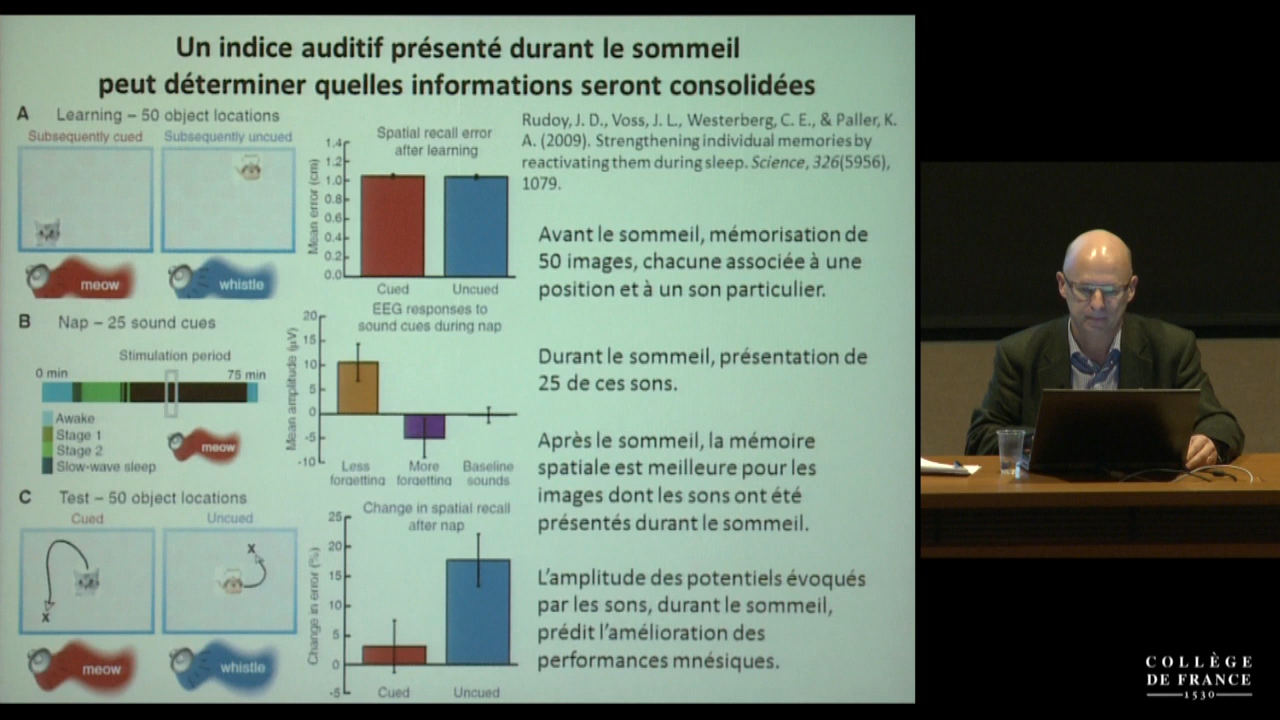 Un indice auditif présenté durant le sommeil
peut déterminer quelles informations seront consolidées
A Learning – 50 object locations
Subsequently cued Subsequently uncued
meow whistle
Spatial recall error
after learning
Mean error (cm)
1.4
1.2
1.0
0.8
0.6
0.4
0.2
0.0
Cued Uncued
Rudoy, J. D., Voss, J. L., Westerberg, C. E., & Paller, K.
A. (2009). Strengthening individual memories by
reactivating them during sleep. Science, 326(5956),
1079.
B Nap – 25 sound cues
Stimulation period
0 min 75 min
Awake
Stage 1
Stage 2
Slow-wave sleep
meow
EEG responses to
sound cues during nap
Mean amplitude (µV)
20
15
10
5
0
-5
-10
Less More Baseline
forgetting forgetting sounds
C Test – 50 object locations
Cued Uncued
X X
meow whistle
Change in spatial recall
after nap
Change in error (%)
25
20
15
10
5
0
-5
Cued Uncued
Avant le sommeil, mémorisation de
50 images, chacune associée à une
position et à un son particulier.
Durant le sommeil, présentation de
25 de ces sons.
Après le sommeil, la mémoire
spatiale est meilleure pour les
images dont les sons ont été
présentés durant le sommeil.
L'amplitude des potentiels évoqués
par les sons, durant le sommeil,
prédit l'amélioration des
performances mnésiques.
COLLÈGE
DE FRANCE
1530